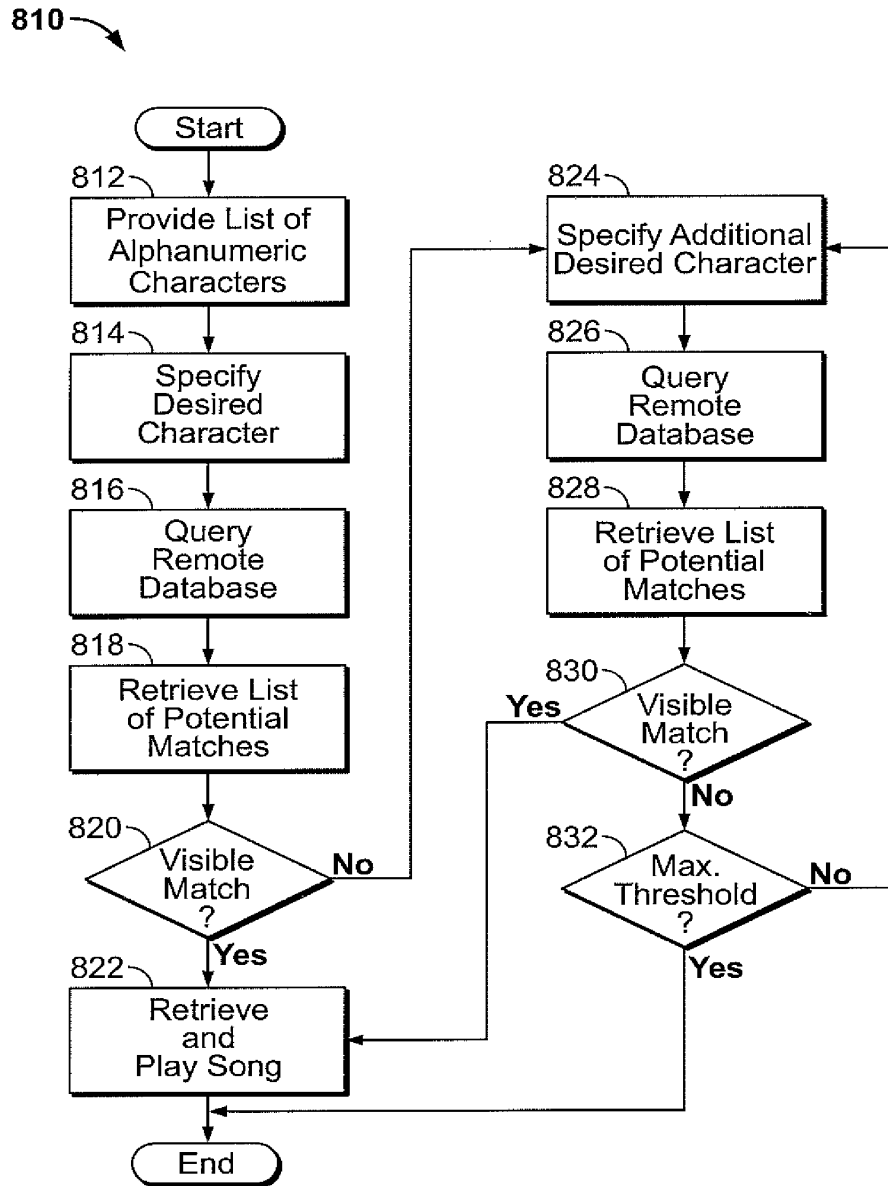 810
Start
812
Provide List of
Alphanumeric
Characters
814
Specify
Desired
Character
816
Query
Remote
Database
818
Retrieve List
of Potential
Matches
820
Visible
Match
?
No
Yes
822
Retrieve
and
Play Song
End
824
Specify Additional
Desired Character
826
Query
Remote
Database
828
Retrieve List
of Potential
Matches
830
Yes
Visible
Match
?
No
832
Max.
Threshold
?
No
Yes